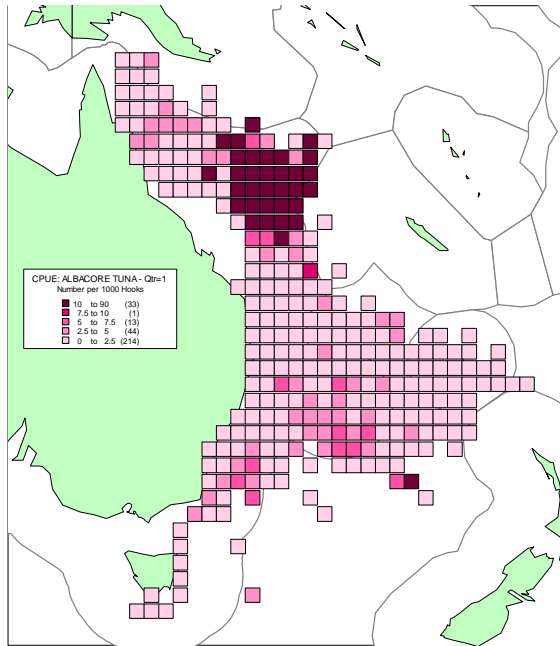 CPUE: ALBACORE TUNA - Qtr=1
Number per 1000 Hooks
10 to 90 (33)
7.5 to 10 (1)
5 to 7.5 (13)
2.5 to 5 (44)
0 to 2.5 (214)